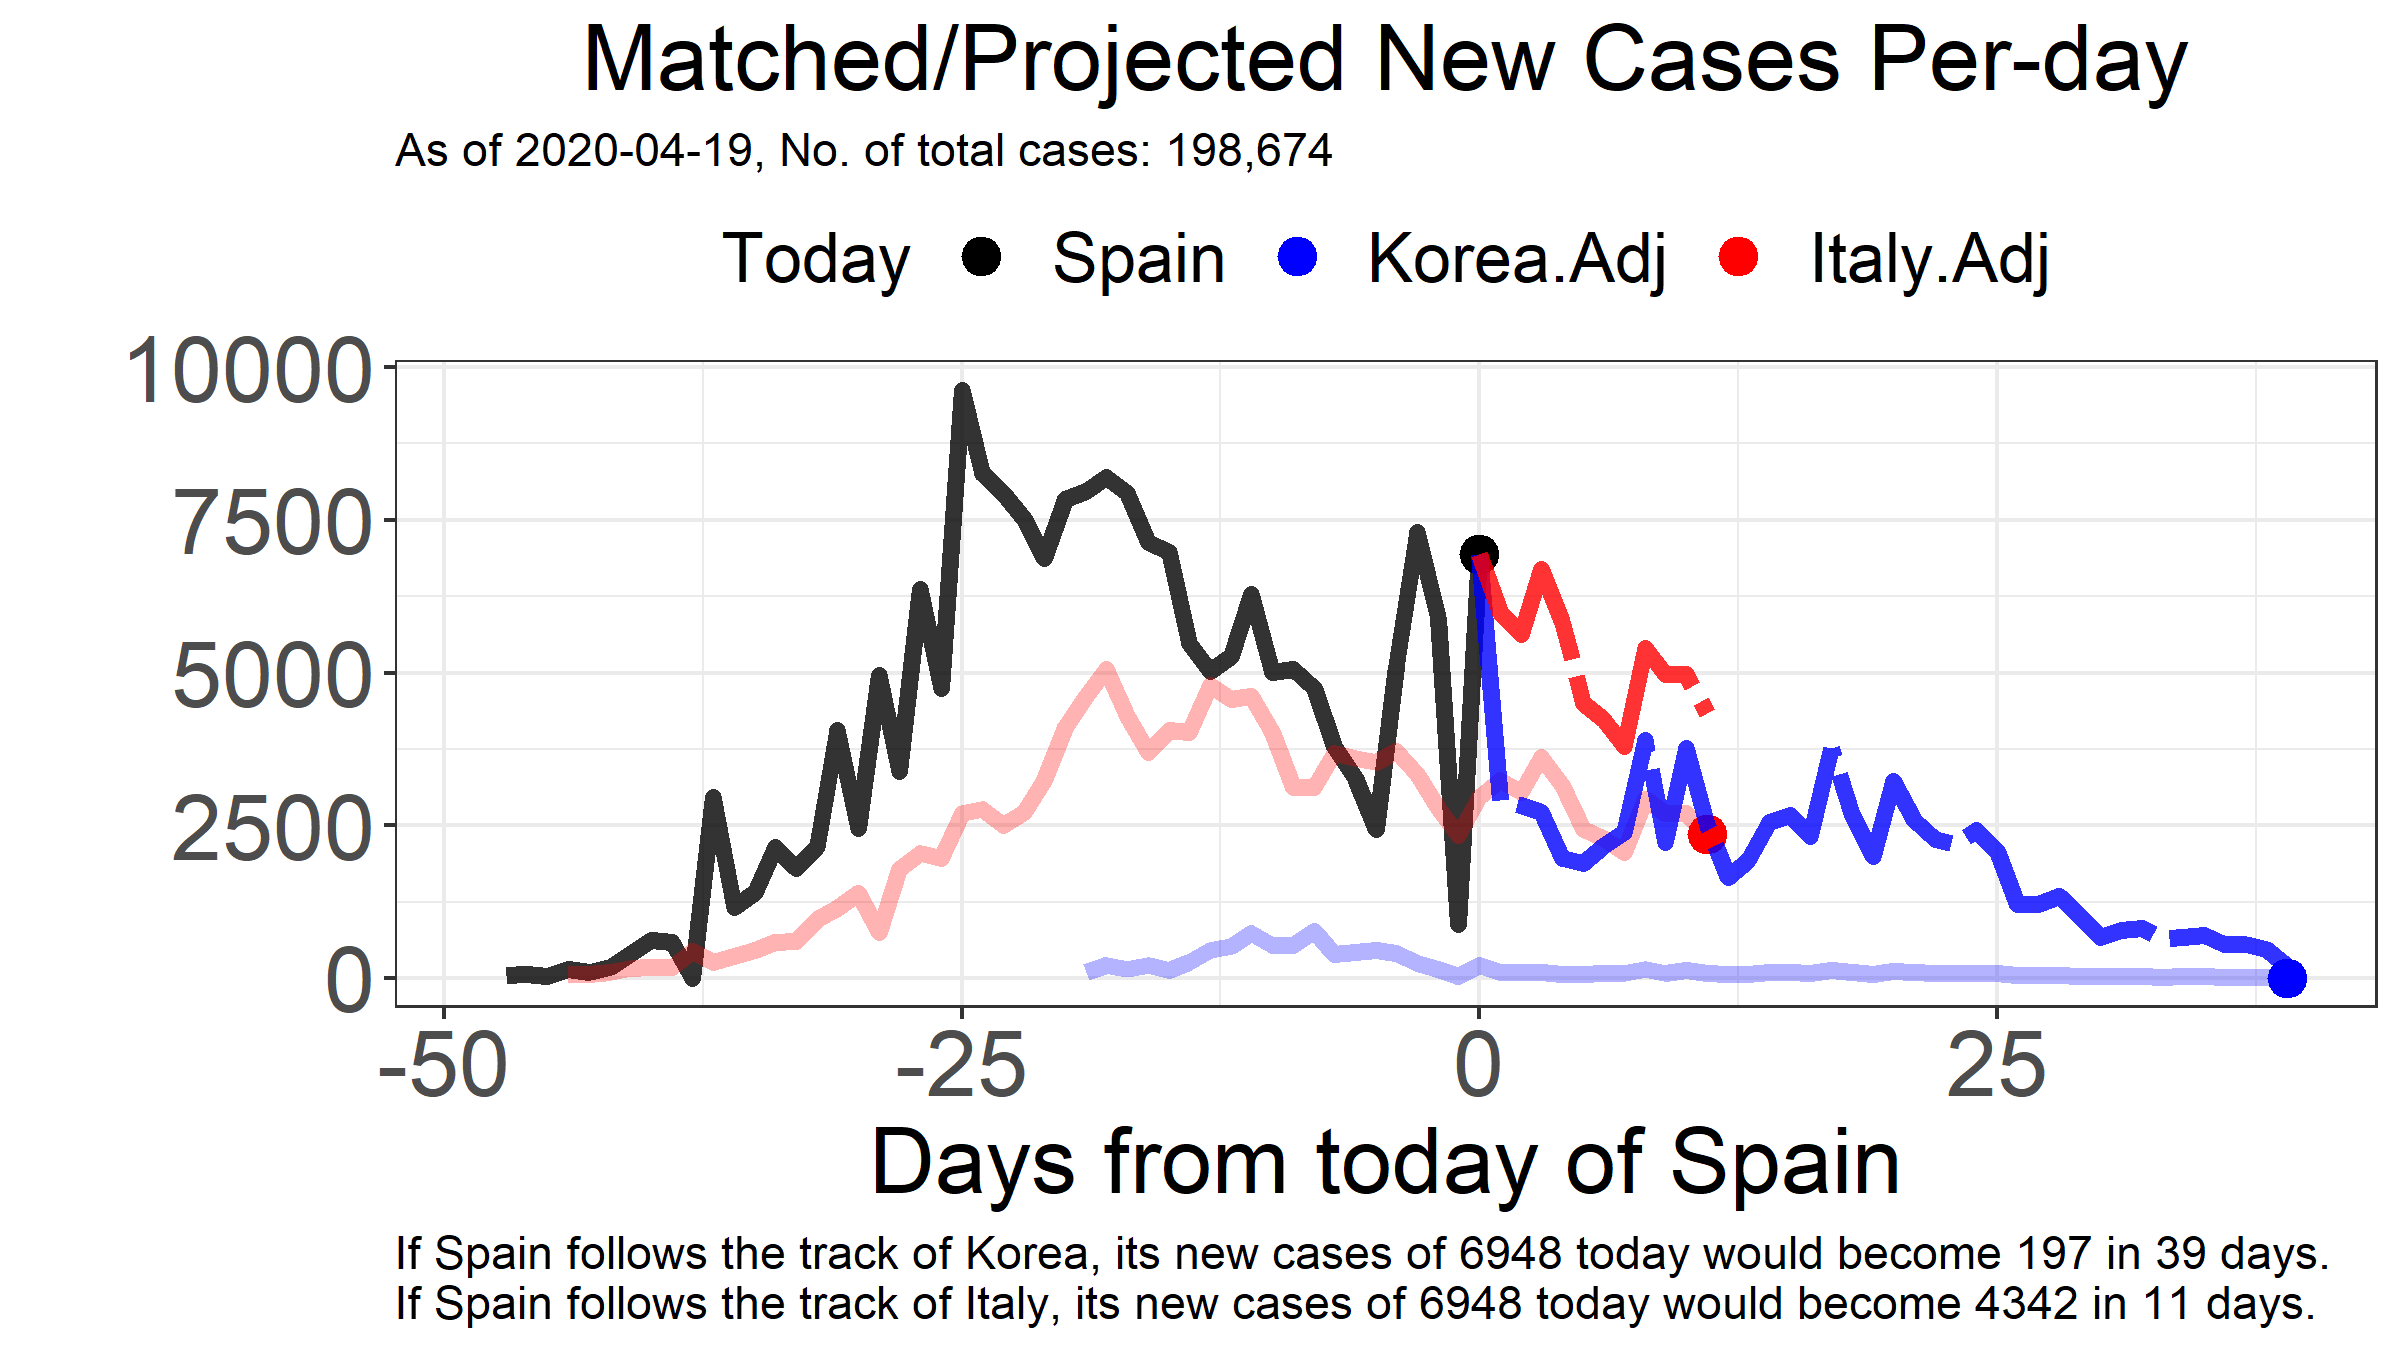 Matched/Projected New Cases Per-day
As of 2020-04-19, No. of total cases: 198,674
Today Spain Korea.Adj Italy.Adj
10000
7500
5000
2500
0
-50 -25 0 25
Days from today of Spain
If Spain follows the track of Korea, its new cases of 6948 today would become 197 in 39 days.
If Spain follows the track of Italy, its new cases of 6948 today would become 4342 in 11 days.